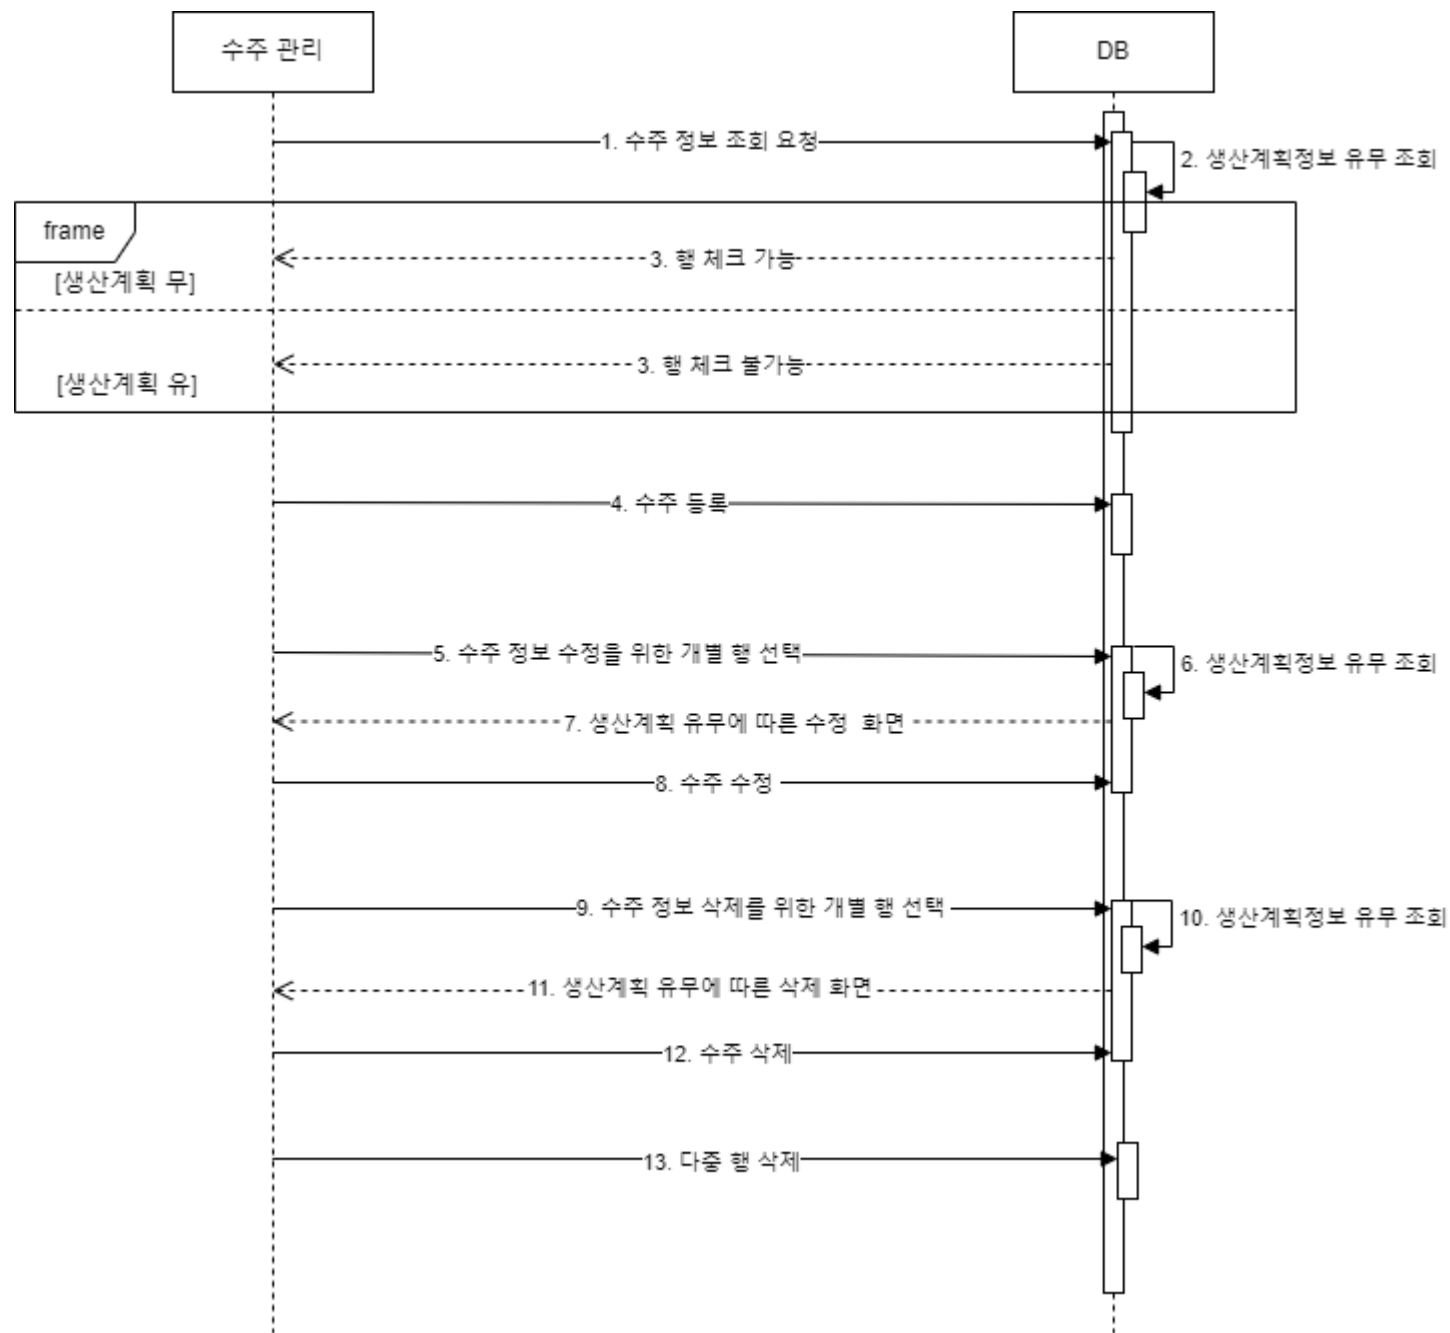 수주 관리
DB
1. 수주 정보 조회 요청
2. 생산계획정보 유무 조회
frame
3. 행 체크 가능
[생산계획 무]
3. 행 체크 불가능
[생산계획 유]
4. 수주 등록
5. 수주 정보 수정을 위한 개별 행 선택
6. 생산계획정보 유무 조회
7. 생산계획 유무에 따른 수정  화면
8. 수주 수정
9. 수주 정보 삭제를 위한 개별 행 선택
10. 생산계획정보 유무 조회
11. 생산계획 유무에 따른 삭제 화면
12. 수주 삭제
13. 다중 행 삭제